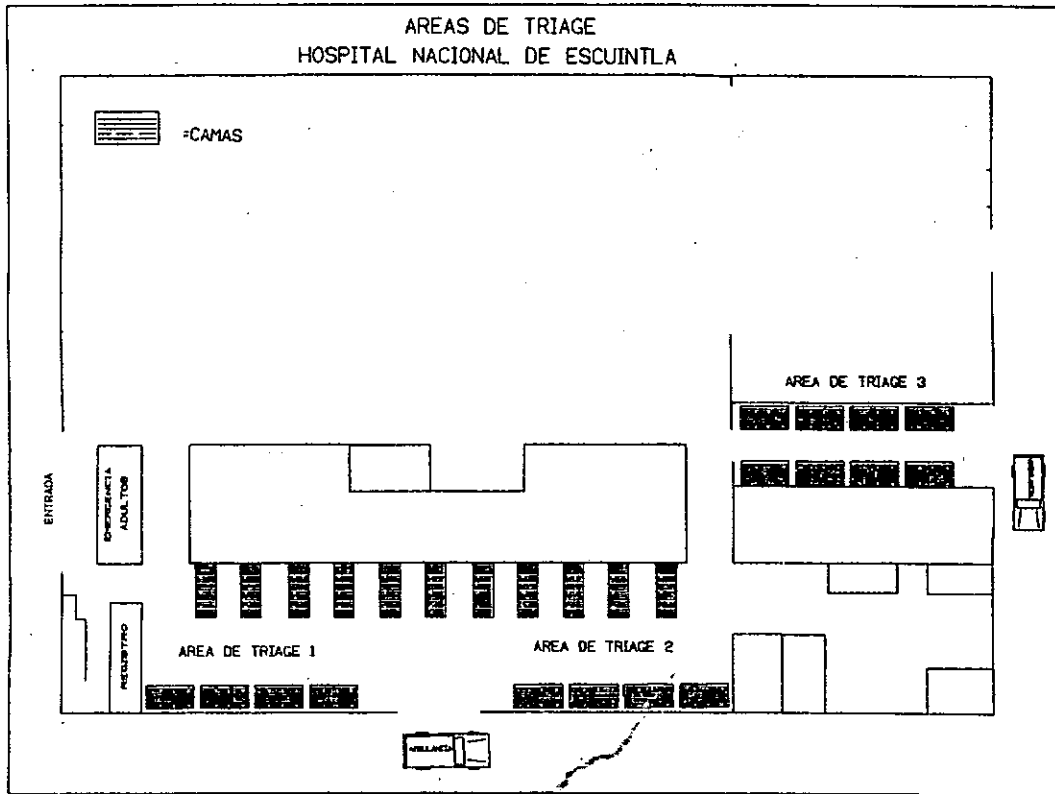 AREAS DE TRIAGE
HOSPITAL NACIONAL DE ESCUINTLA
=CAMAS
AREA DE TRIAGE 3
ENTRADA
EMERGENCIA
ADULTOS
REGISTRO
AREA DE TRIAGE 1
AREA DE TRIAGE 2